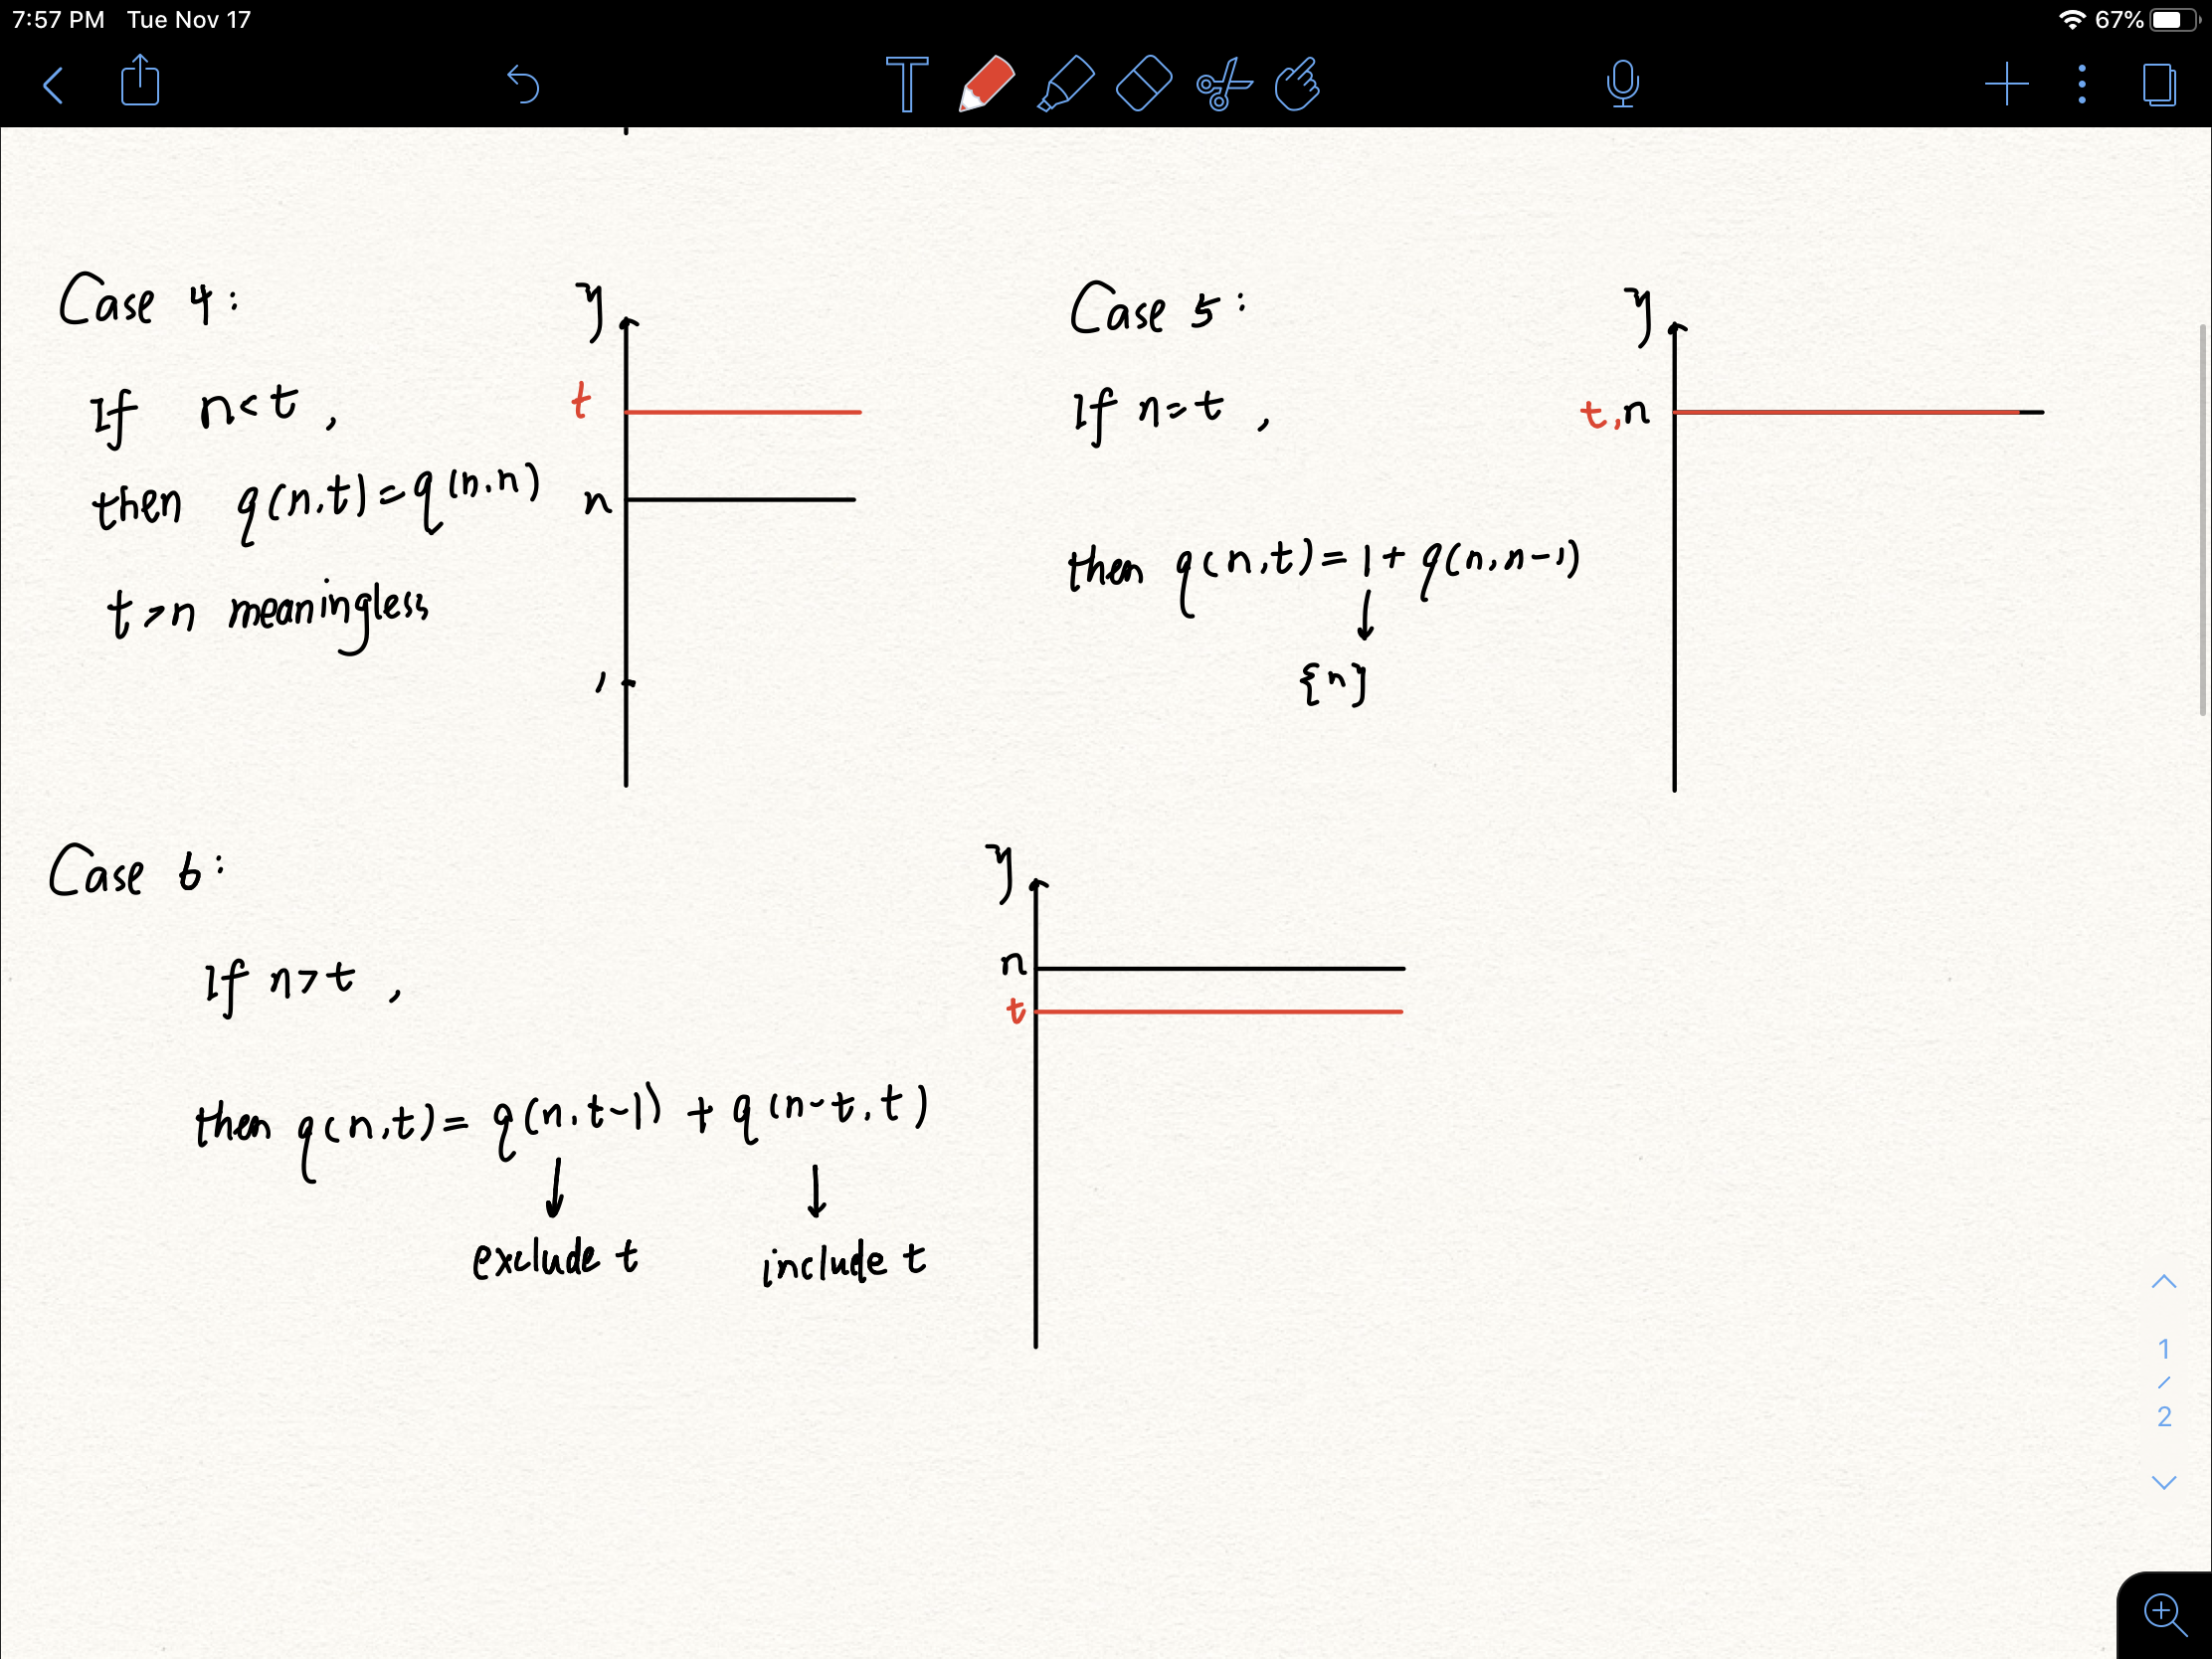 7:57 PM Tue Nov 17
67%
T
Case 4:
If n<t,
then q(n,t)=q(n,n)
t>n meaningless
y
t
n
1
Case 5:
If n=t,
then q(n,t)=1+q(n,n-1)
{n}
y
t,n
Case 6:
If n>t,
then q(n,t)=q(n,t-1)+q(n-t,t)
exclude t include t
y
n
t
1
/
2